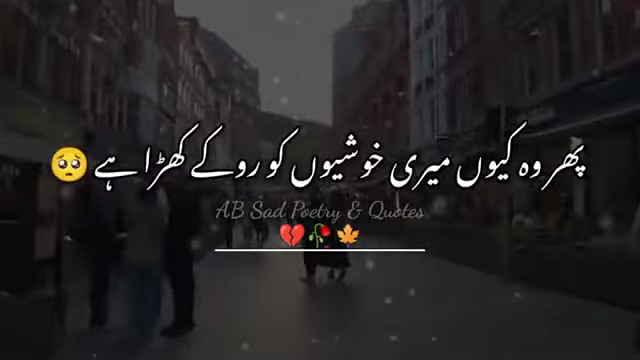 پھر وہ کیوں میری خوشیوں کو روکے کھڑا ہے 🥺
AB Sad Poetry & Quotes
💔🥀🍁